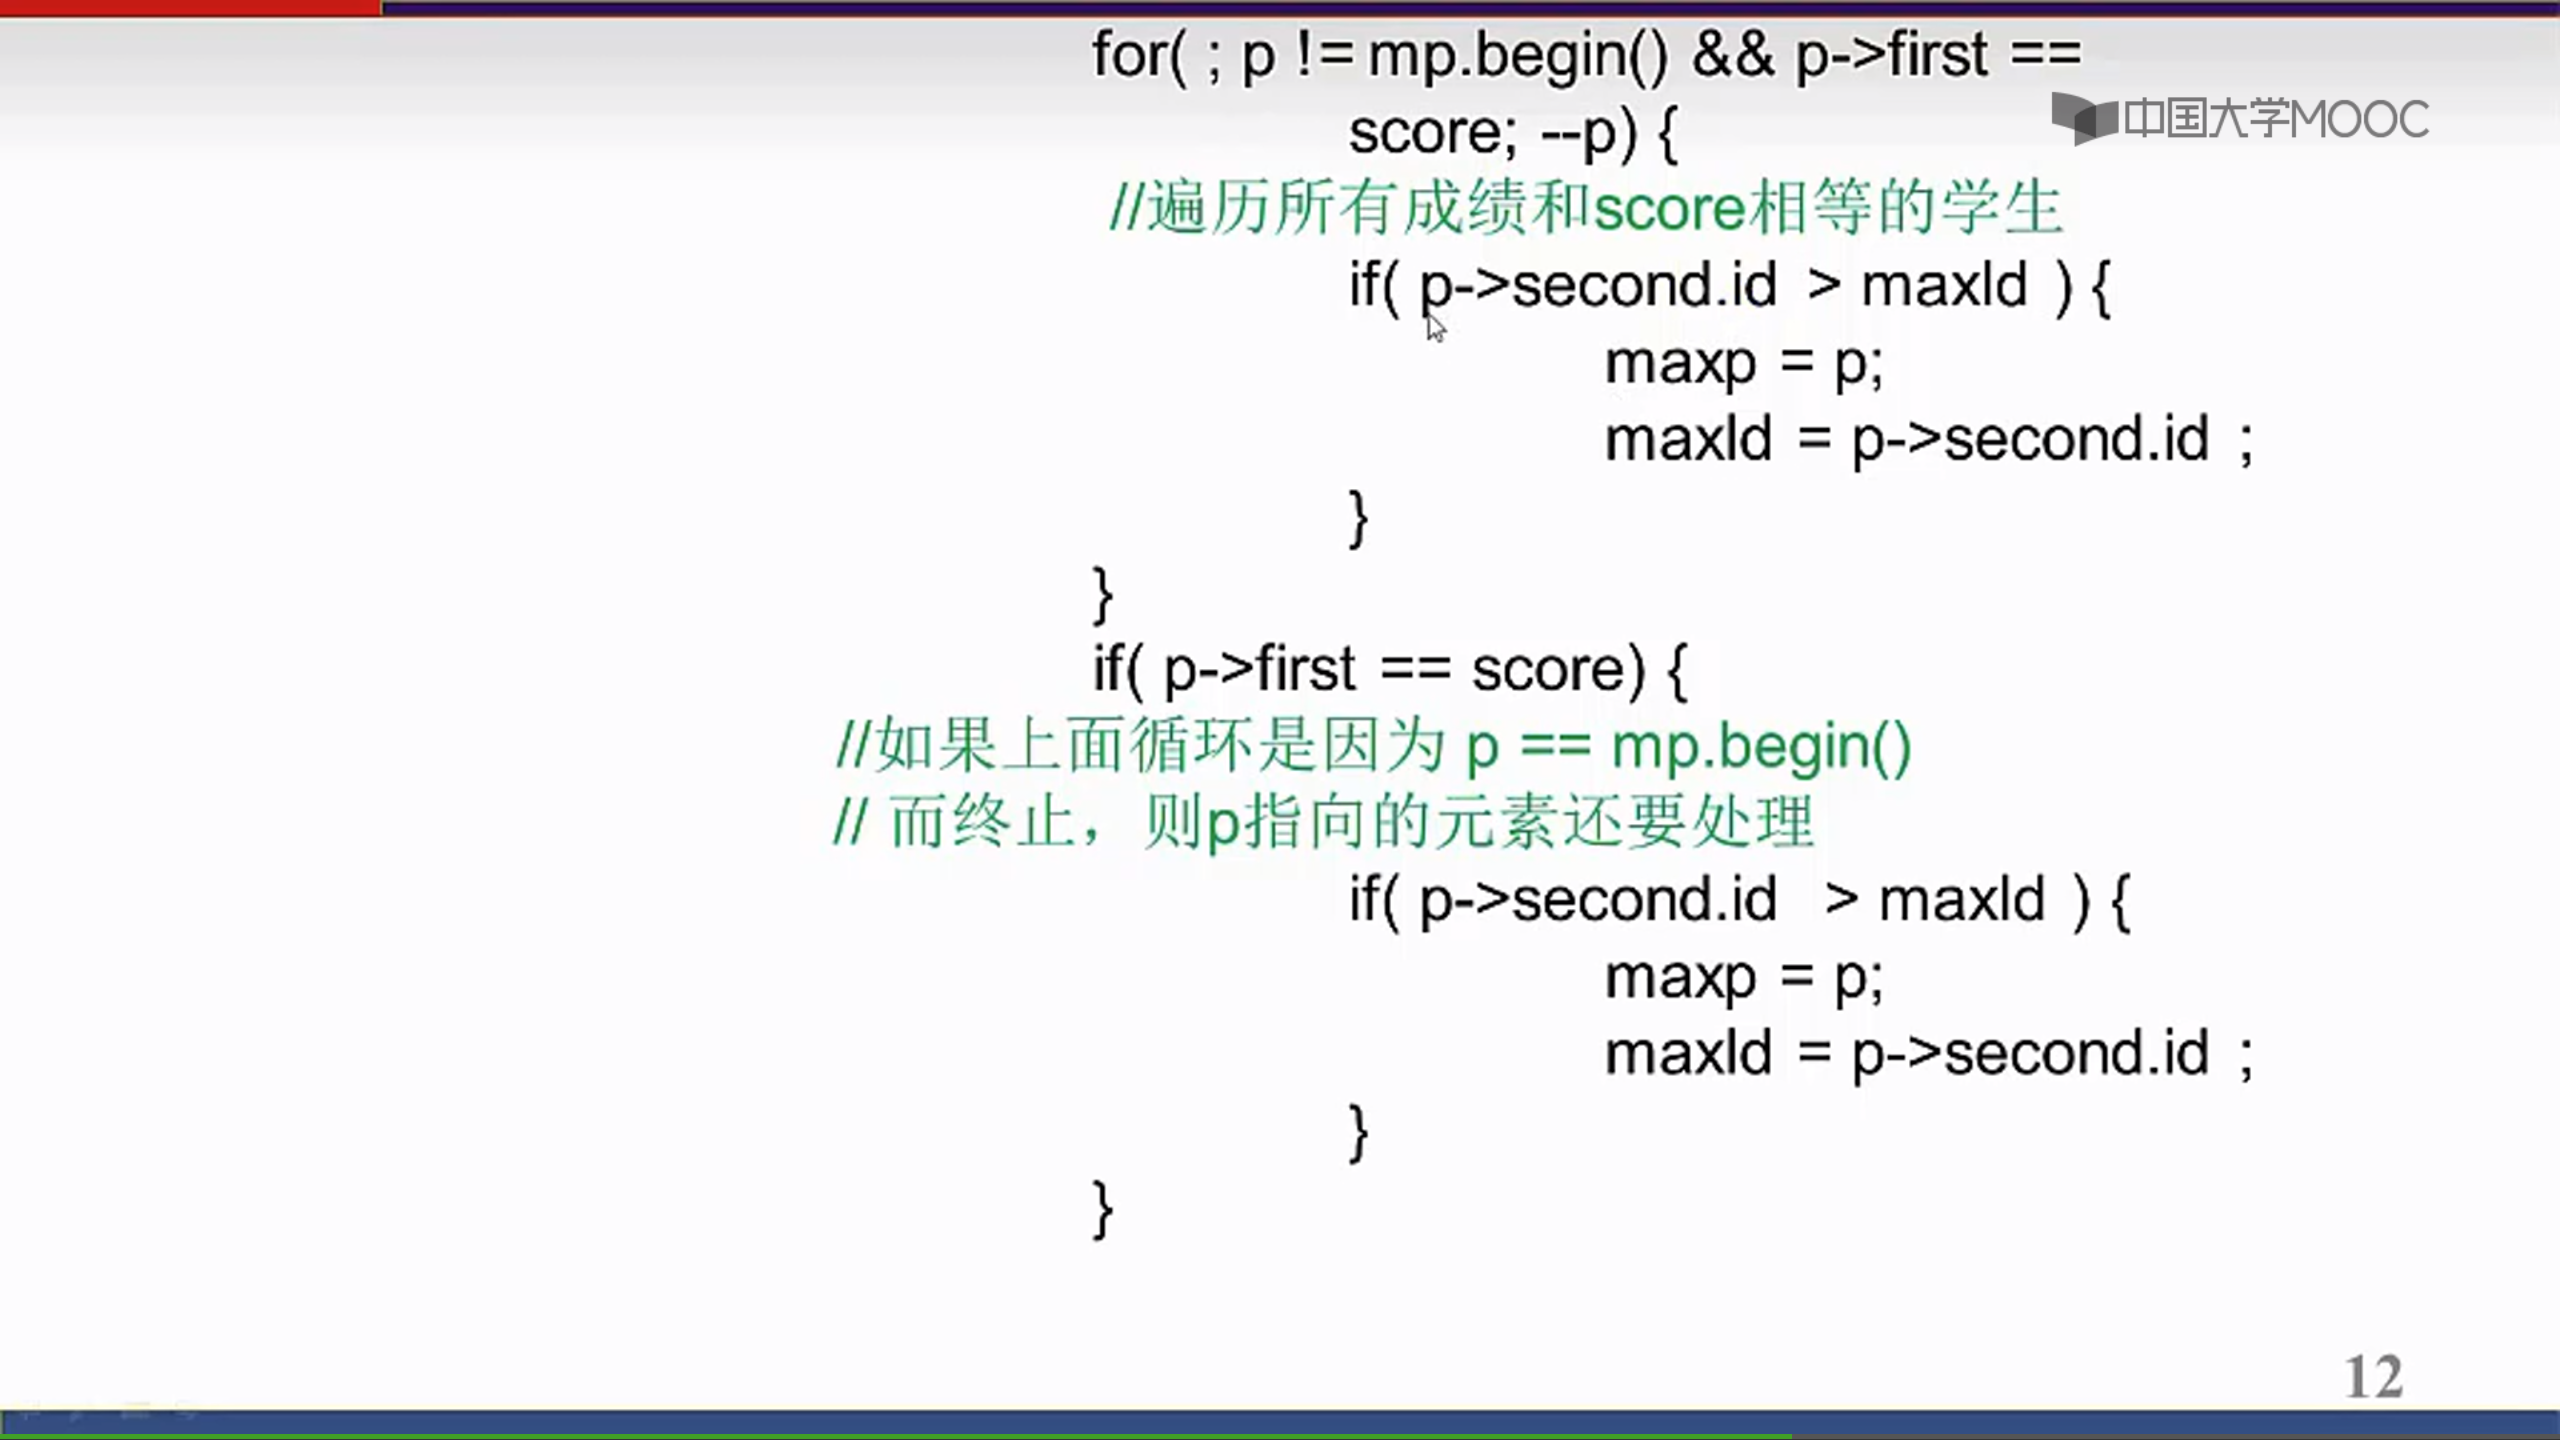 for( ; p != mp.begin() && p->first ==
score; --p) {
中国大学MOOC
//遍历所有成绩和score相等的学生
if( p->second.id > maxId ) {
maxp = p;
maxId = p->second.id ;
}
}
if( p->first == score) {
//如果上面循环是因为 p == mp.begin()
// 而终止，则p指向的元素还要处理
if( p->second.id > maxId ) {
maxp = p;
maxId = p->second.id ;
}
}
12